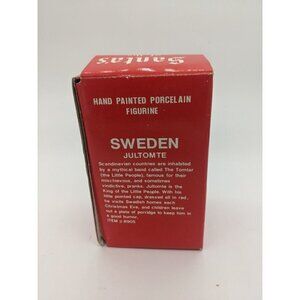 Santa's
HAND PAINTED PORCELAIN
FIGURINE
SWEDEN
JULTOMTE
Scandinavian countries are inhabited
by a mythical band called The Tomtar
(the Little People), famous for their
mischievous, and sometimes
vindictive, pranks. Jultomte is the
King of the Little People. With his
little pointed cap, dressed all in red,
he visits Swedish homes each
Christmas Eve, and children leave
out a plate of porridge to keep him in
a good humor.
ITEM # 8905